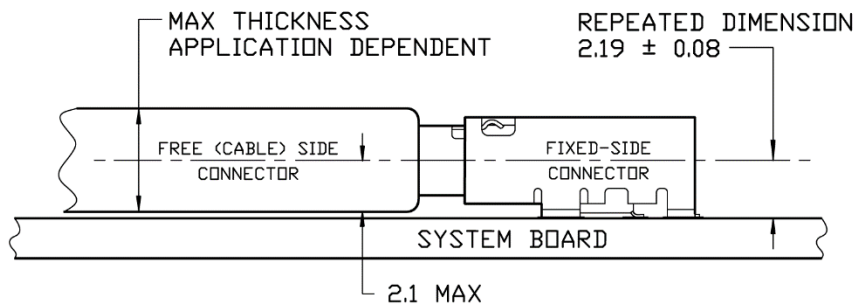 MAX THICKNESS
APPLICATION DEPENDENT
REPEATED DIMENSION
2.19 ± 0.08
FREE (CABLE) SIDE
CONNECTOR
FIXED-SIDE
CONNECTOR
SYSTEM BOARD
2.1 MAX